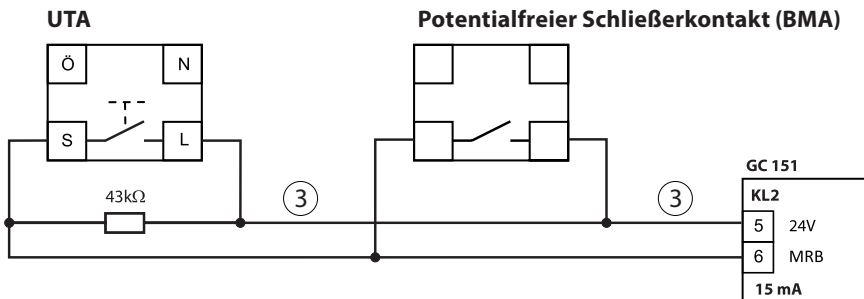 UTA
Potentialfreier Schließerkontakt (BMA)
Ö N
S L
43kΩ
3
3
GC 151
KL2
5 24V
6 MRB
15 mA